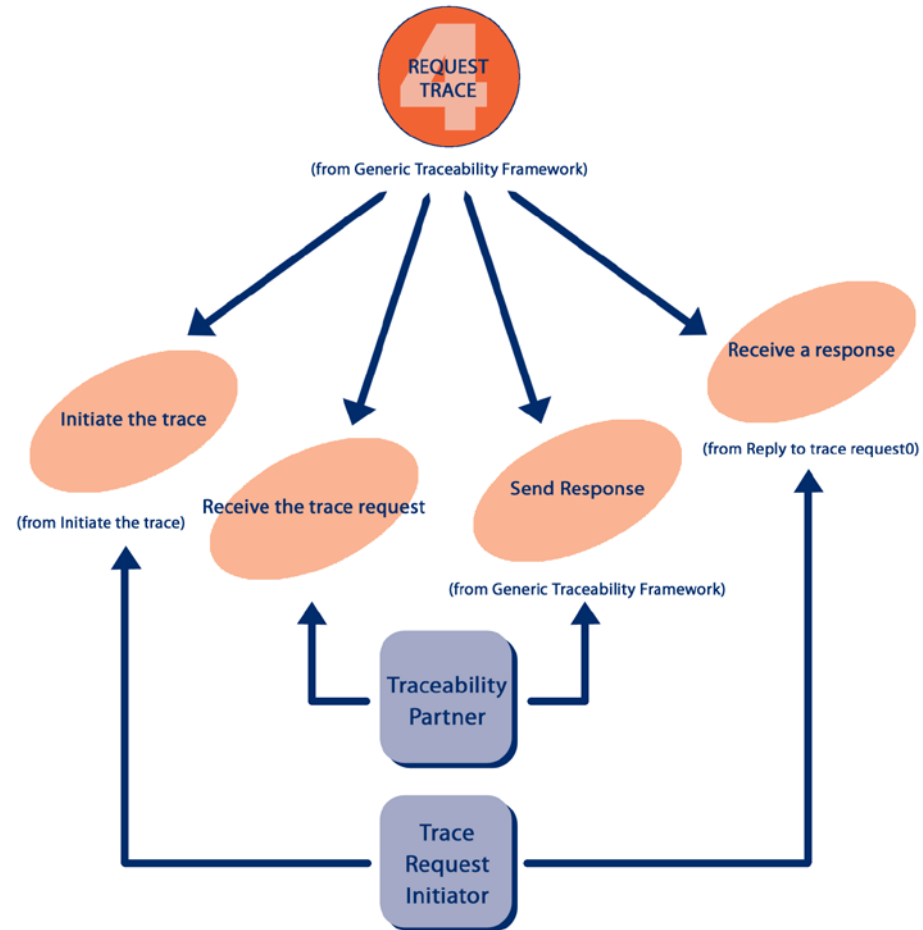 4
REQUEST
TRACE
(from Generic Traceability Framework)
Receive a response
(from Reply to trace request0)
Initiate the trace
(from Initiate the trace)
Receive the trace request
Send Response
(from Generic Traceability Framework)
Traceability
Partner
Trace
Request
Initiator